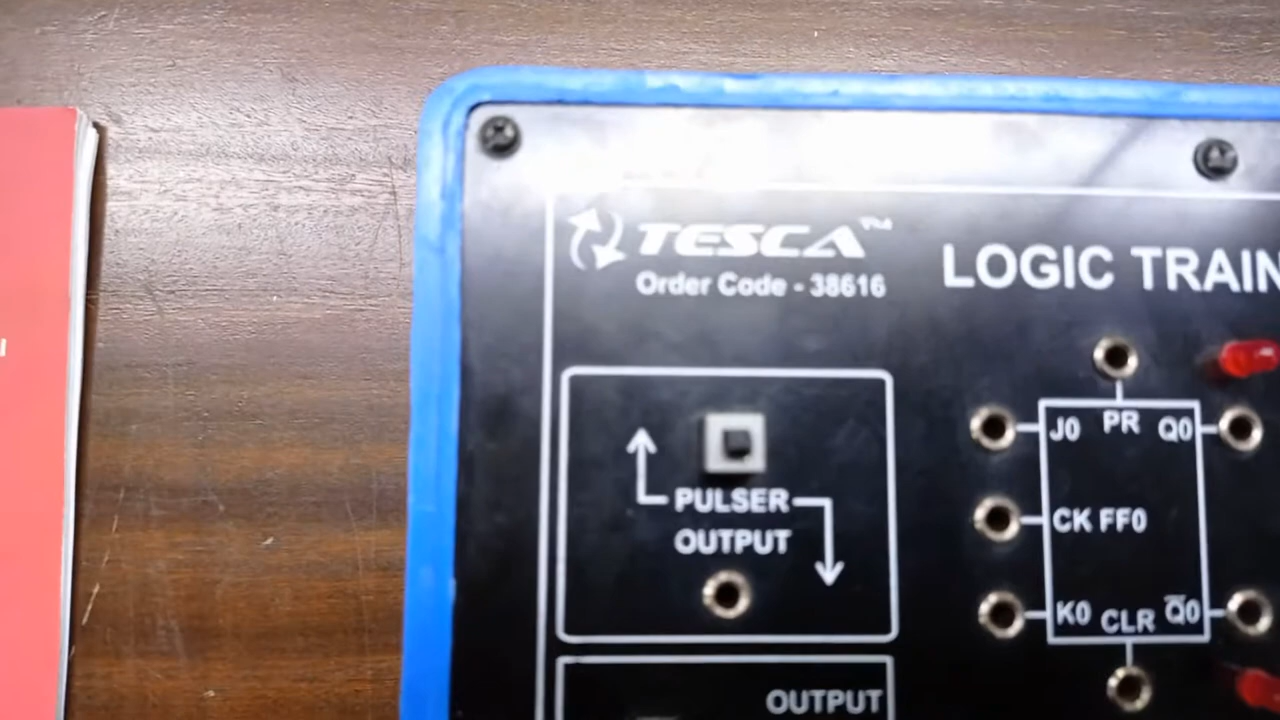 TESCA™
Order Code - 38616
LOGIC TRAIN
PULSER
OUTPUT
J0 PR Q0
CK FF0
K0 CLR Q̅0
OUTPUT